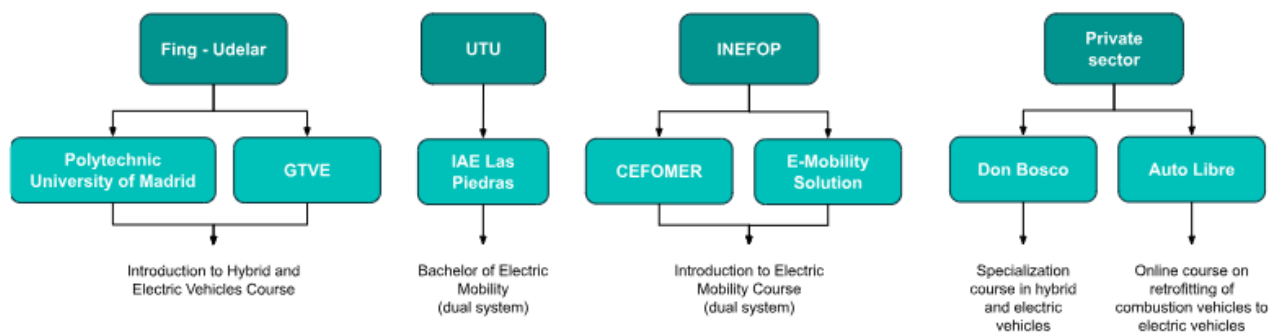 Fing - Udelar
UTU
INEFOP
Private
sector
Polytechnic
University of Madrid
GTVE
IAE Las
Piedras
CEFOMER
E-Mobility
Solution
Don Bosco
Auto Libre
Introduction to Hybrid and
Electric Vehicles Course
Bachelor of Electric
Mobility
(dual system)
Introduction to Electric
Mobility Course
(dual system)
Specialization
course in hybrid
and electric
vehicles
Online course on
retrofitting of
combustion vehicles to
electric vehicles